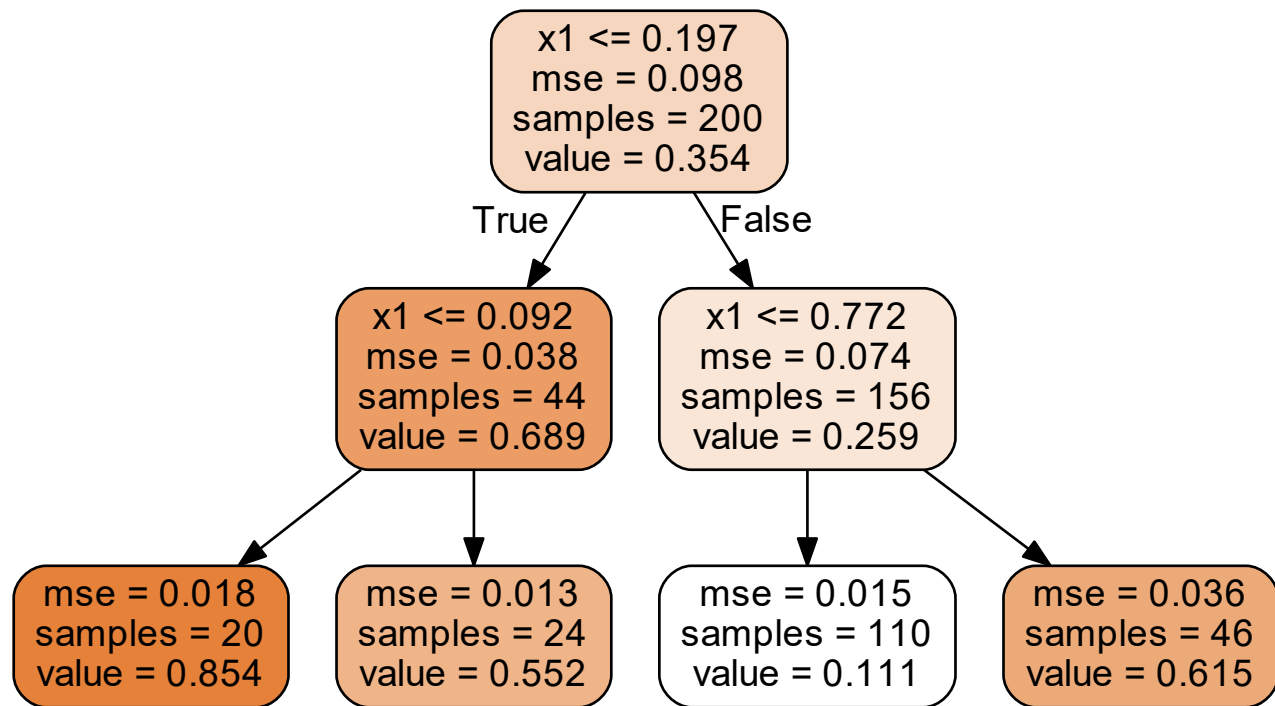 x1 <= 0.197
mse = 0.098
samples = 200
value = 0.354
True
False
x1 <= 0.092
mse = 0.038
samples = 44
value = 0.689
x1 <= 0.772
mse = 0.074
samples = 156
value = 0.259
mse = 0.018
samples = 20
value = 0.854
mse = 0.013
samples = 24
value = 0.552
mse = 0.015
samples = 110
value = 0.111
mse = 0.036
samples = 46
value = 0.615